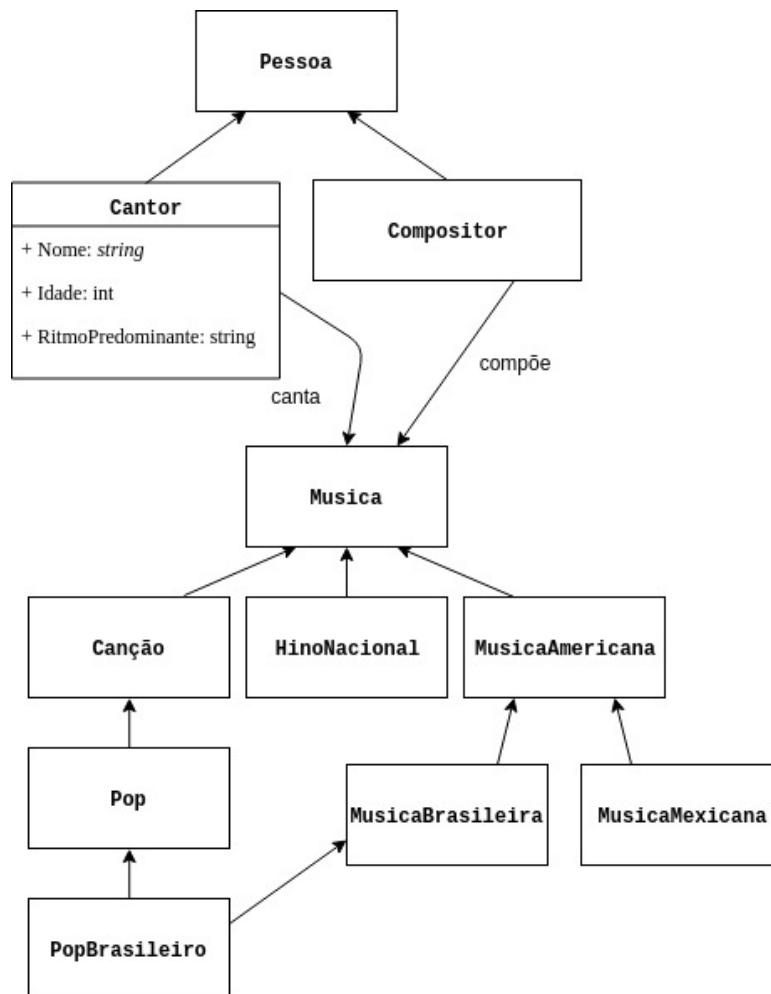 Pessoa
Cantor
+ Nome: string
+ Idade: int
+ RitmoPredominante: string
Compositor
canta
compõe
Musica
Canção
HinoNacional
MusicaAmericana
Pop
MusicaBrasileira
MusicaMexicana
PopBrasileiro